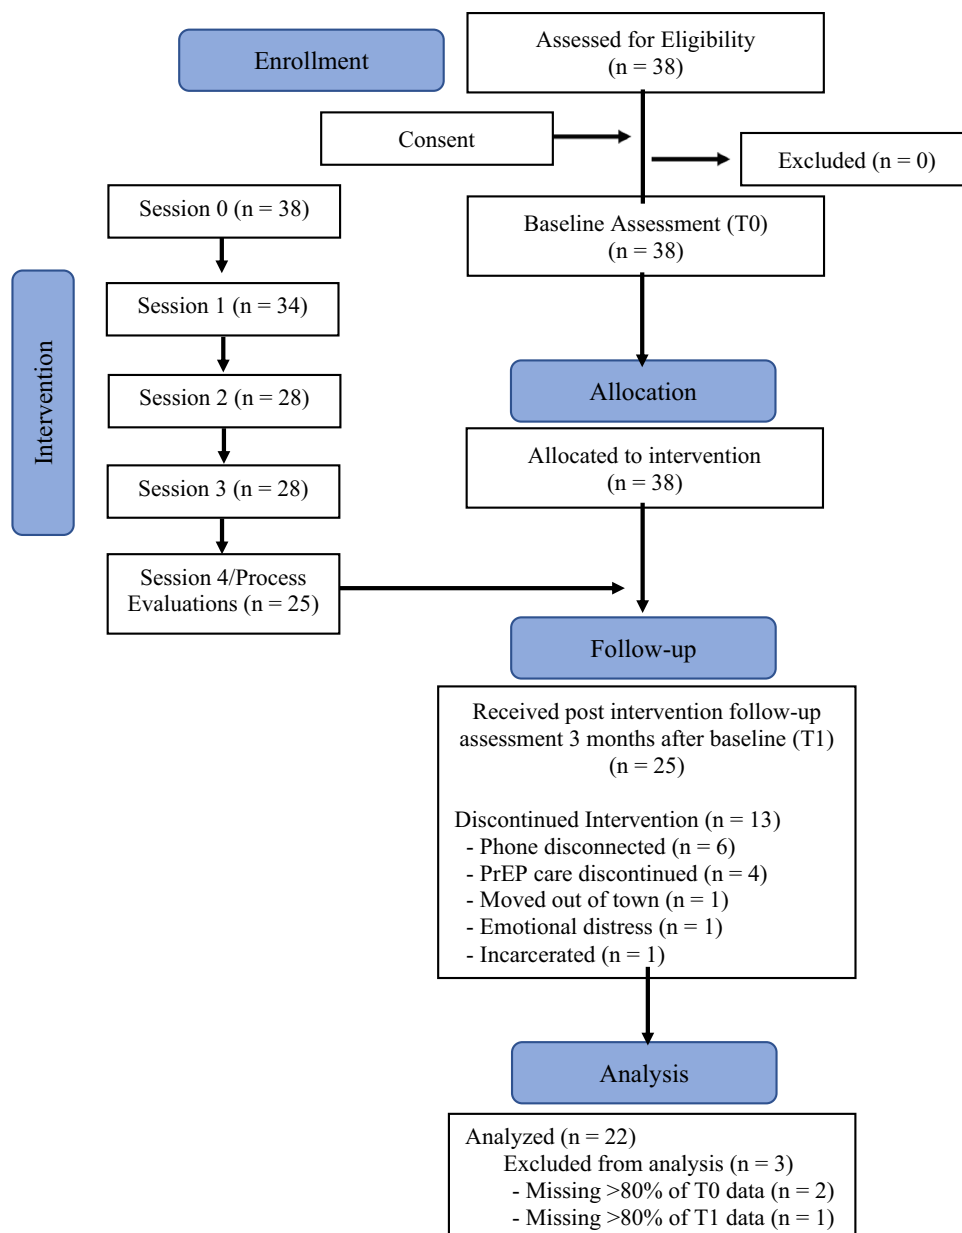 Enrollment
Assessed for Eligibility
(n = 38)
Consent
Excluded (n = 0)
Baseline Assessment (T0)
(n = 38)
Intervention
Session 0 (n = 38)
Session 1 (n = 34)
Session 2 (n = 28)
Session 3 (n = 28)
Session 4/Process
Evaluations (n = 25)
Allocation
Allocated to intervention
(n = 38)
Follow-up
Received post intervention follow-up
assessment 3 months after baseline (T1)
(n = 25)
Discontinued Intervention (n = 13)
- Phone disconnected (n = 6)
- PrEP care discontinued (n = 4)
- Moved out of town (n = 1)
- Emotional distress (n = 1)
- Incarcerated (n = 1)
Analysis
Analyzed (n = 22)
Excluded from analysis (n = 3)
- Missing >80% of T0 data (n = 2)
- Missing >80% of T1 data (n = 1)